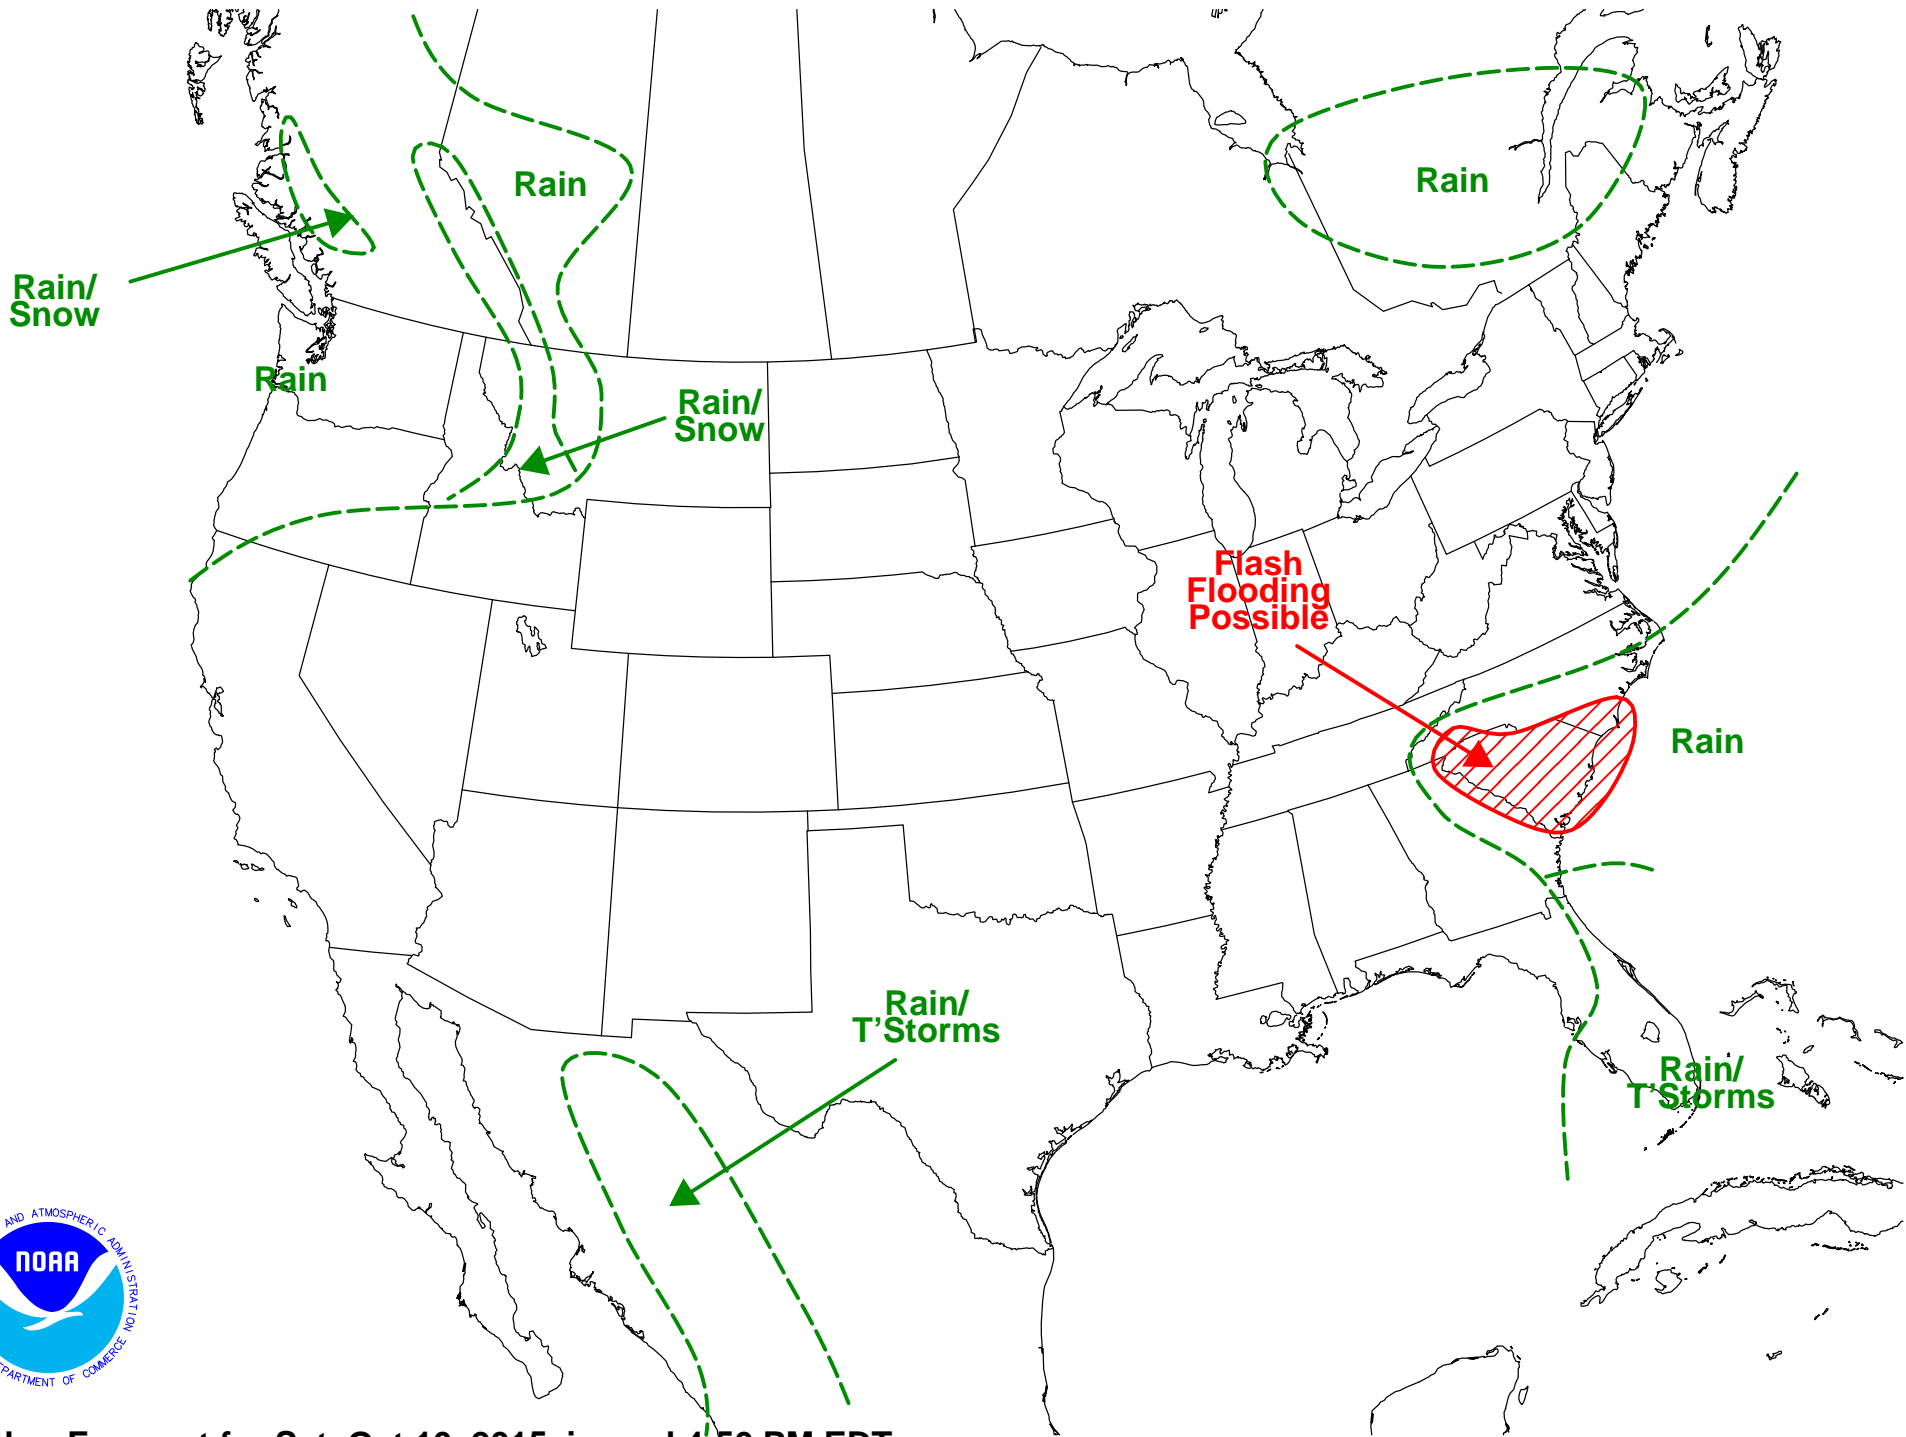 Rain
Rain
Rain/
Snow
Rain
Rain/
Snow
Flash
Flooding
Possible
Rain
Rain/
T'Storms
Rain/
T'Storms
AND ATMOSPHERIC ADMINISTRATION
NOAA
DEPARTMENT OF COMMERCE